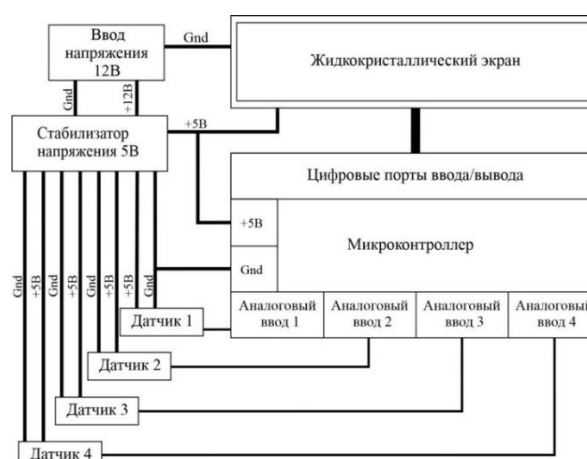 Ввод
напряжения
12В
Gnd
Жидкокристаллический экран
Gnd
+12В
Стабилизатор
напряжения 5В
+5В
Цифровые порты ввода/вывода
+5В
Микроконтроллер
Gnd
Gnd
+5В
Gnd
+5В
Gnd
+5В
+5В
Gnd
Датчик 1
Аналоговый
ввод 1
Аналоговый
ввод 2
Аналоговый
ввод 3
Аналоговый
ввод 4
Датчик 2
Датчик 3
Датчик 4